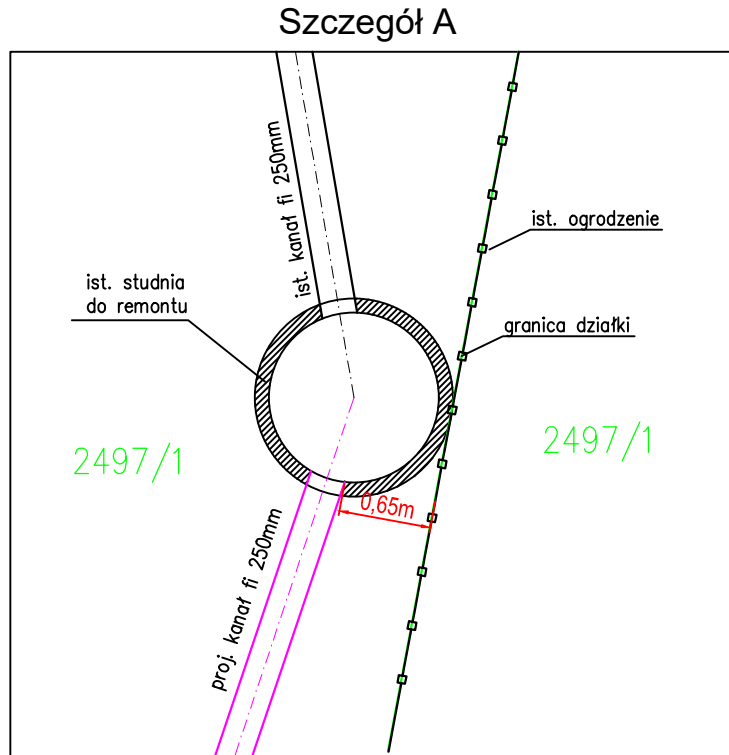 Szczegół A
ist. kanał fi 250mm
ist. ogrodzenie
ist. studnia
do remontu
granica działki
2497/1
2497/1
0,65m
proj. kanał fi 250mm